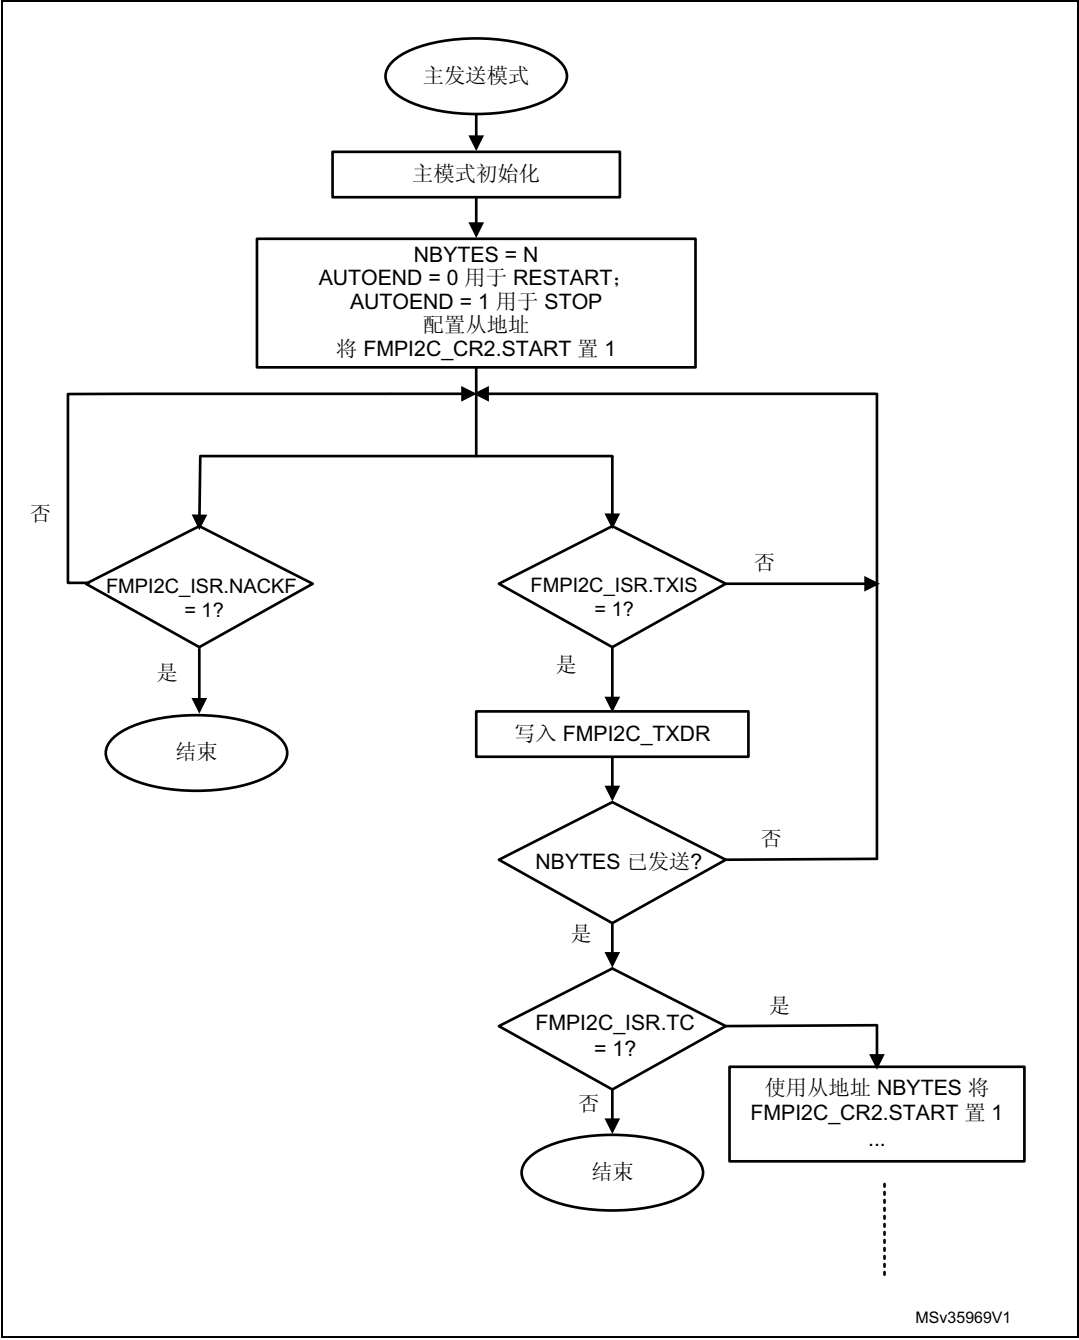 主发送模式
主模式初始化
NBYTES = N
AUTOEND = 0 用于 RESTART；
AUTOEND = 1 用于 STOP
配置从地址
将 FMPI2C_CR2.START 置 1
否
FMPI2C_ISR.NACKF
= 1?
是
结束
FMPI2C_ISR.TXIS
= 1?
否
是
写入 FMPI2C_TXDR
NBYTES 已发送?
否
是
FMPI2C_ISR.TC
= 1?
是
使用从地址 NBYTES 将
FMPI2C_CR2.START 置 1
...
否
结束
MSv35969V1